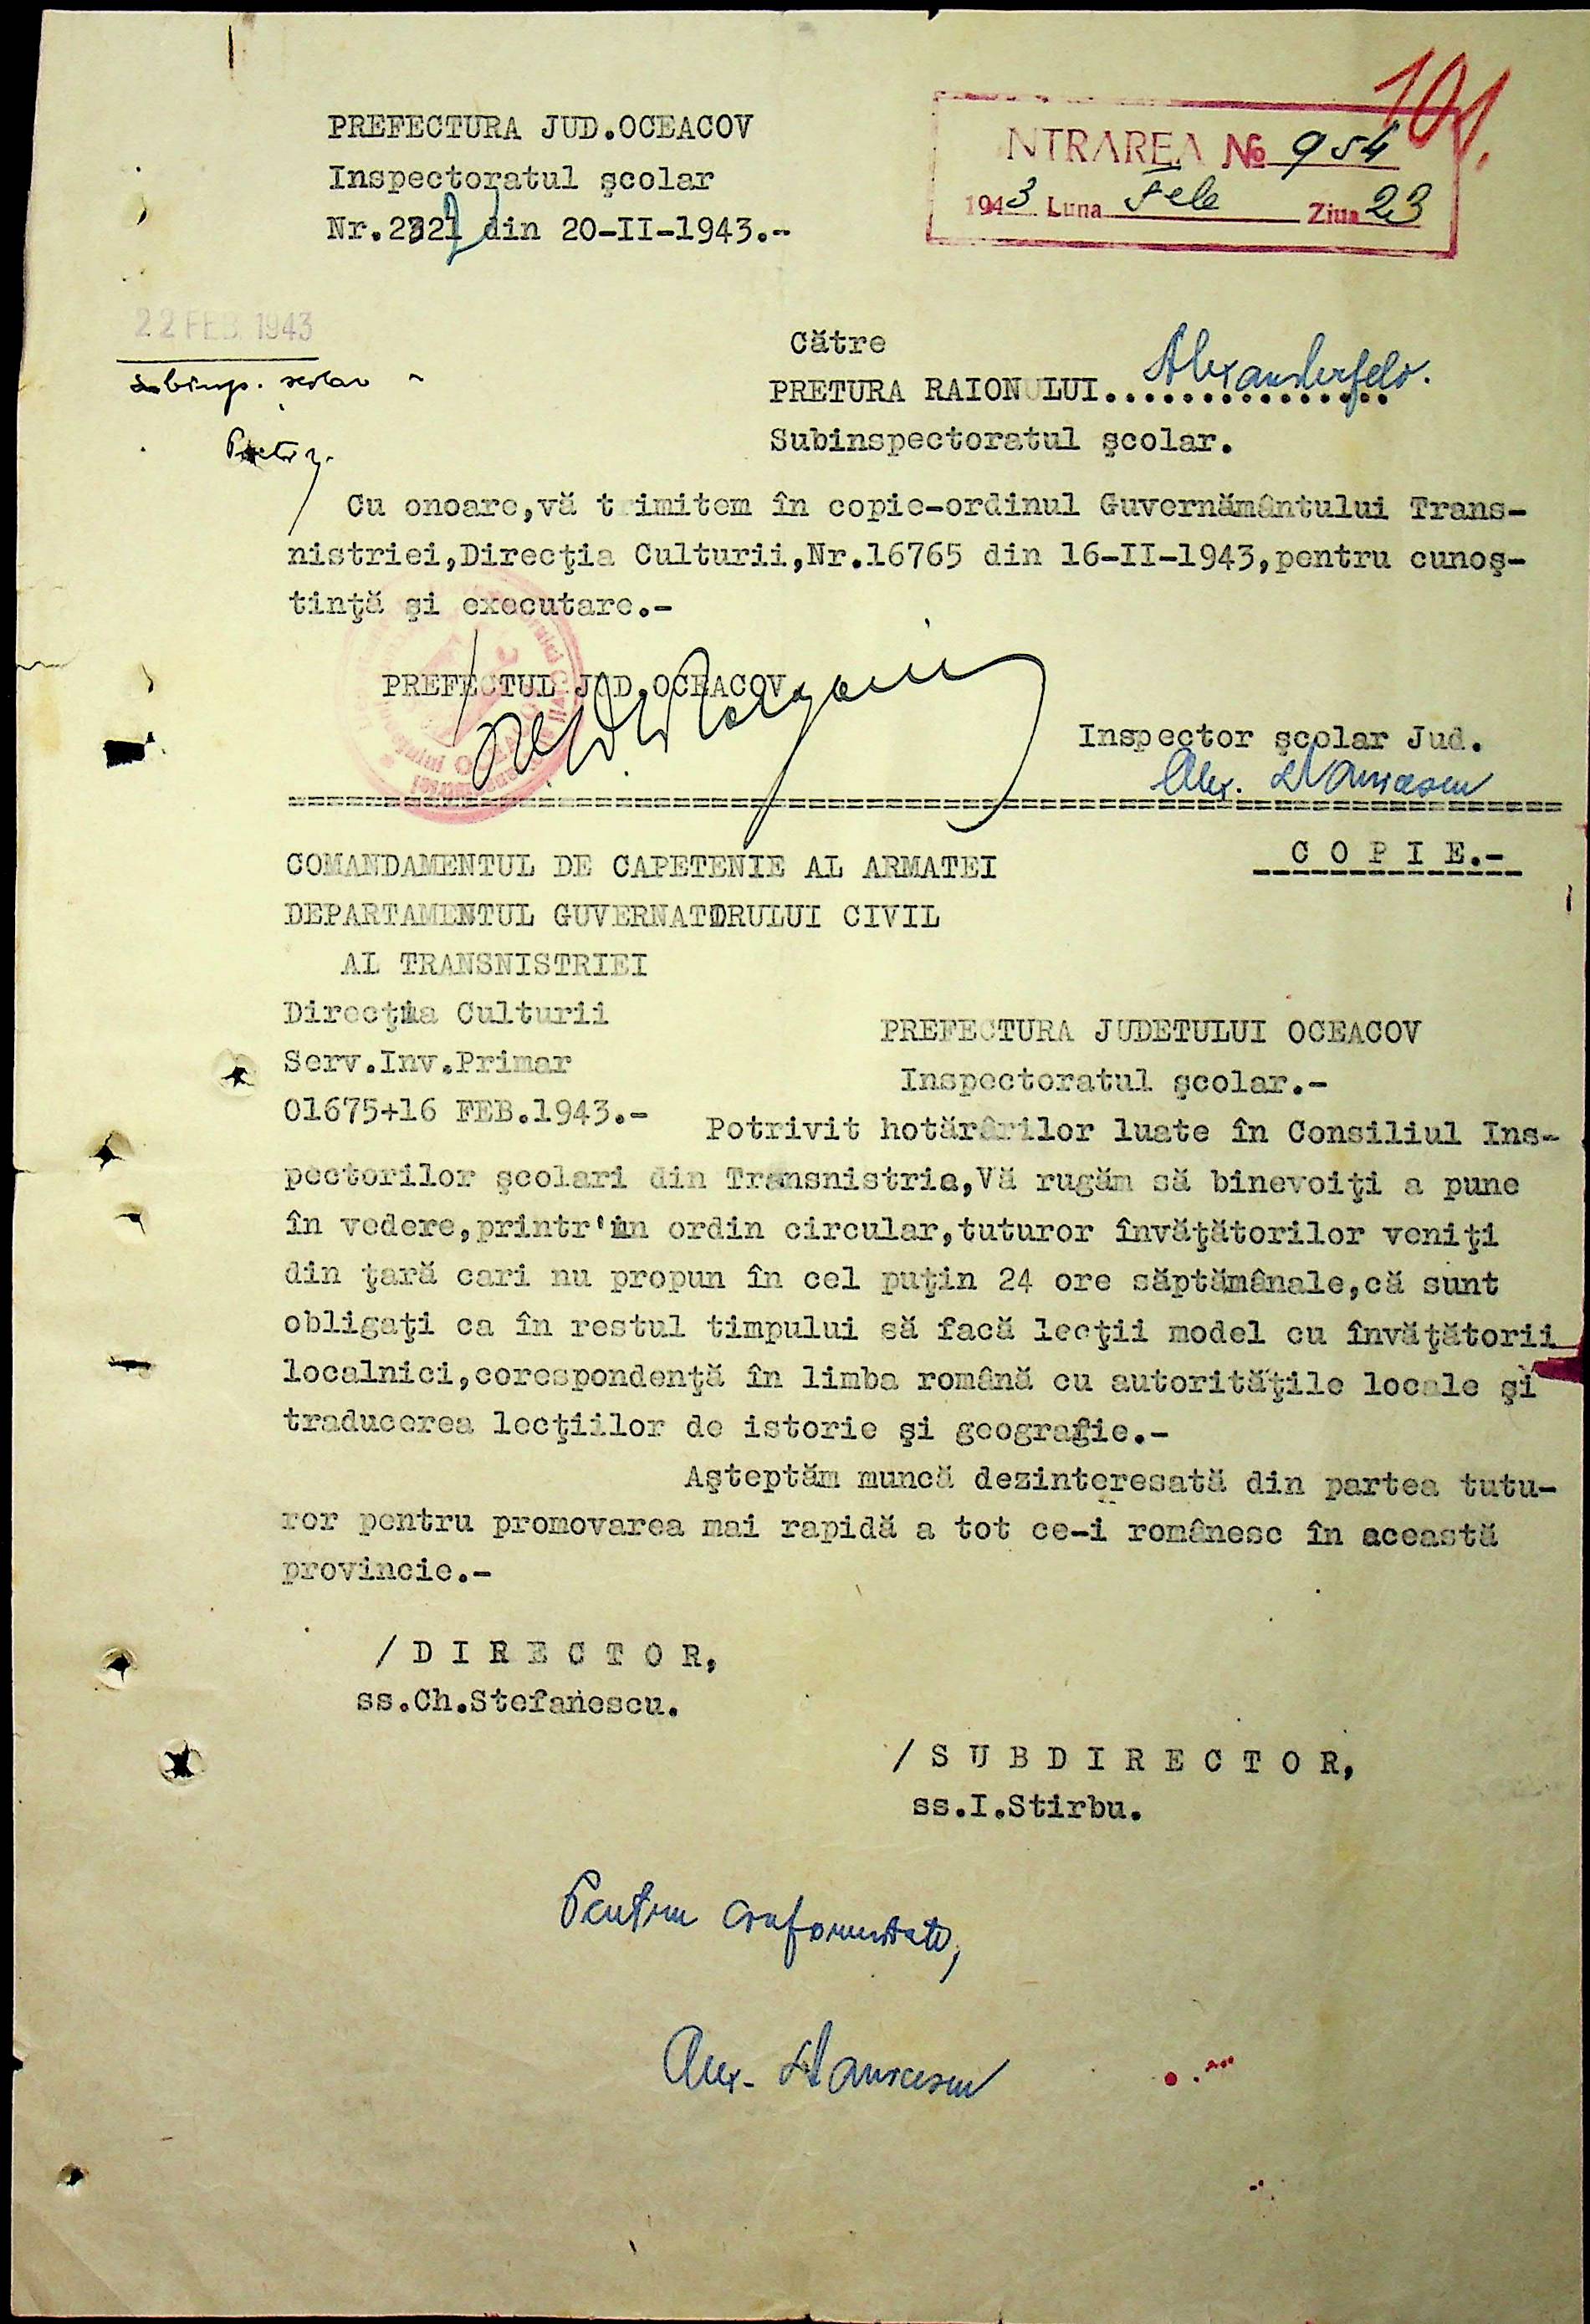 101.
PREFECTURA JUD.OCEACOV
Inspectoratul şcolar
Nr.2321 din 20-II-1943.-
INTRAREA № 954
1943 Luna Feb Ziua 23
22 FEB. 1943
Subinsp. scolar
Către
PRETURA RAIONULUI............... Alexanderfeld.
Subinspectoratul şcolar.
Cu onoare,vă trimitem în copie-ordinul Guvernământului Trans-
nistriei,Direcţia Culturii,Nr.16765 din 16-II-1943,pentru cunoş-
tinţă şi executare.-
PREFECTUL JUD.OCEACOV
Inspector şcolar Jud.
Alex.
C O P I E.-
COMANDAMENTUL DE CAPETENIE AL ARMATEI
DEPARTAMENTUL GUVERNATORULUI CIVIL
AL TRANSNISTRIEI
Direcţia Culturii
Serv.Inv.Primar
01675+16 FEB.1943.-
PREFECTURA JUDETULUI OCEACOV
Inspectoratul şcolar.-
Potrivit hotărârilor luate în Consiliul Ins-
pectorilor şcolari din Transnistria,Vă rugăm să binevoiţi a pune
în vedere,printr'un ordin circular,tuturor învăţătorilor veniţi
din ţară cari nu propun în cel puţin 24 ore săptămânale,că sunt
obligaţi ca în restul timpului să facă lecţii model cu învăţătorii
localnici,corespondenţă în limba română cu autorităţile locale şi
traducerea lecţiilor de istorie şi geografie.-
Aşteptăm muncă dezinteresată din partea tutu-
ror pentru promovarea mai rapidă a tot ce-i românesc în această
provincie.-
/ D I R E C T O R,
ss.Ch.Stefanescu.
/ S U B D I R E C T O R,
ss.I.Stirbu.
Pentru conformitate,
Alex.